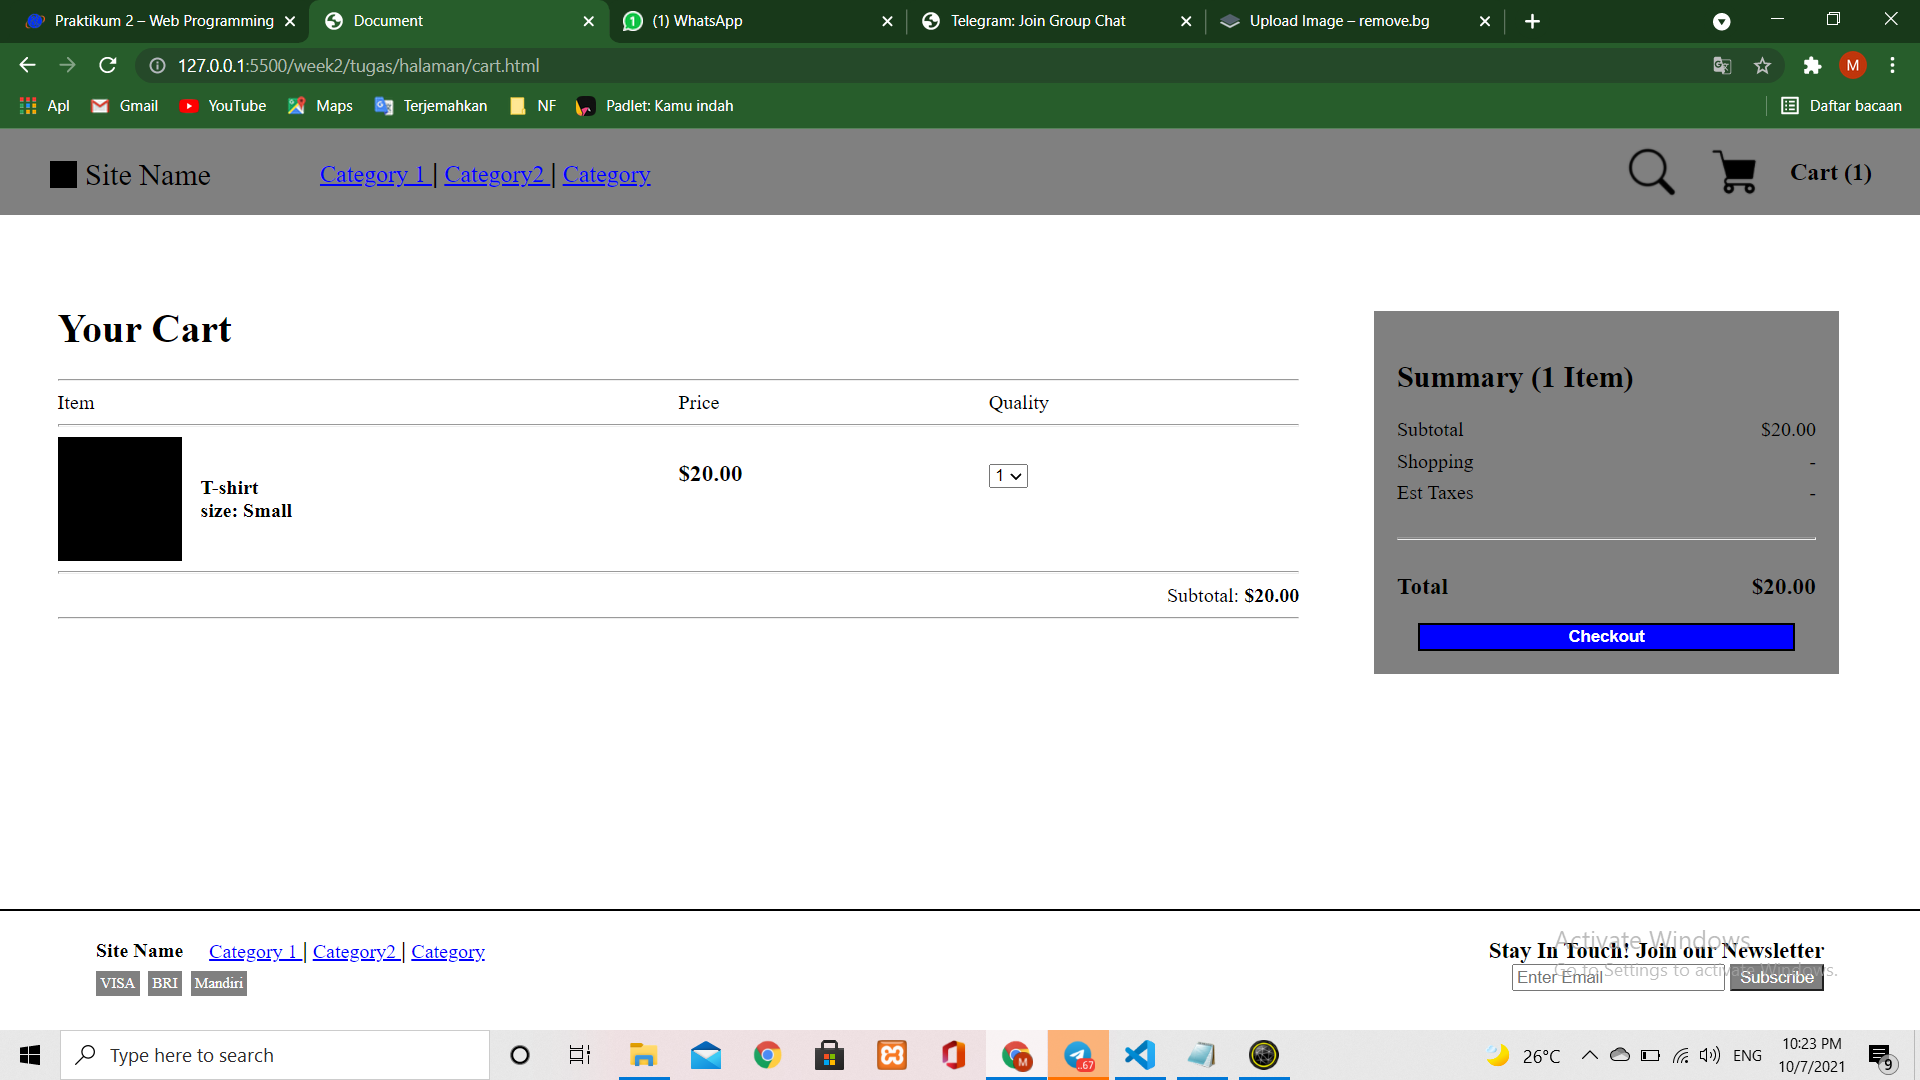 Praktikum 2 – Web Programming
Document
(1) WhatsApp
Telegram: Join Group Chat
Upload Image – remove.bg
127.0.0.1:5500/week2/tugas/halaman/cart.html
M
Apl
Gmail
YouTube
Maps
Terjemahkan
NF
Padlet: Kamu indah
Daftar bacaan
Site Name
Category 1 | Category2 | Category
Cart (1)
Your Cart
Item Price Quality
T-shirt
size: Small
$20.00
1
Subtotal: $20.00
Summary (1 Item)
Subtotal $20.00
Shopping -
Est Taxes -
Total $20.00
Checkout
Site Name Category 1 | Category2 | Category
VISA BRI Mandiri
Stay In Touch! Join our Newsletter
Enter Email Subscribe
Activate Windows
Go to Settings to activate Windows.
Type here to search
26°C
ENG
10:23 PM
10/7/2021
9